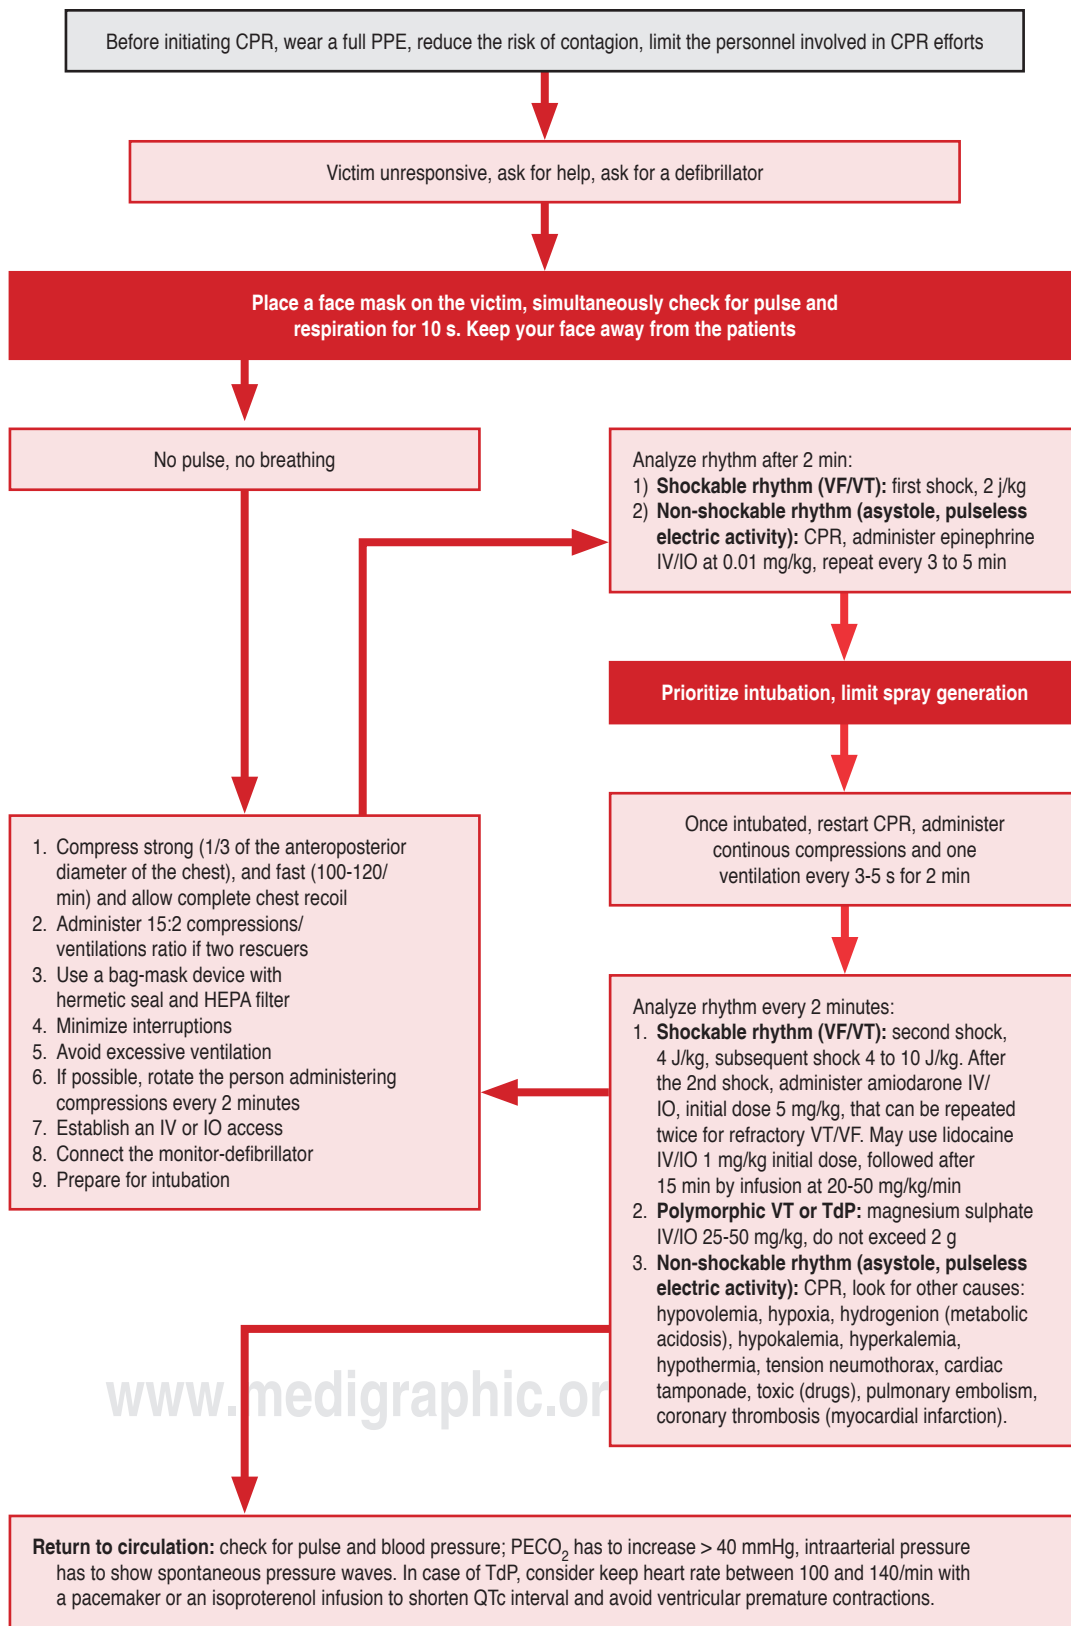 Before initiating CPR, wear a full PPE, reduce the risk of contagion, limit the personnel involved in CPR efforts
Victim unresponsive, ask for help, ask for a defibrillator
Place a face mask on the victim, simultaneously check for pulse and
respiration for 10 s. Keep your face away from the patients
No pulse, no breathing
1. Compress strong (1/3 of the anteroposterior
diameter of the chest), and fast (100-120/
min) and allow complete chest recoil
2. Administer 15:2 compressions/
ventilations ratio if two rescuers
3. Use a bag-mask device with
hermetic seal and HEPA filter
4. Minimize interruptions
5. Avoid excessive ventilation
6. If possible, rotate the person administering
compressions every 2 minutes
7. Establish an IV or IO access
8. Connect the monitor-defibrillator
9. Prepare for intubation
Analyze rhythm after 2 min:
1) Shockable rhythm (VF/VT): first shock, 2 j/kg
2) Non-shockable rhythm (asystole, pulseless
electric activity): CPR, administer epinephrine
IV/IO at 0.01 mg/kg, repeat every 3 to 5 min
Prioritize intubation, limit spray generation
Once intubated, restart CPR, administer
continous compressions and one
ventilation every 3-5 s for 2 min
Analyze rhythm every 2 minutes:
1. Shockable rhythm (VF/VT): second shock,
4 J/kg, subsequent shock 4 to 10 J/kg. After
the 2nd shock, administer amiodarone IV/
IO, initial dose 5 mg/kg, that can be repeated
twice for refractory VT/VF. May use lidocaine
IV/IO 1 mg/kg initial dose, followed after
15 min by infusion at 20-50 mg/kg/min
2. Polymorphic VT or TdP: magnesium sulphate
IV/IO 25-50 mg/kg, do not exceed 2 g
3. Non-shockable rhythm (asystole, pulseless
electric activity): CPR, look for other causes:
hypovolemia, hypoxia, hydrogenion (metabolic
acidosis), hypokalemia, hyperkalemia,
hypothermia, tension neumothorax, cardiac
tamponade, toxic (drugs), pulmonary embolism,
coronary thrombosis (myocardial infarction).
www.medigraphic.or
Return to circulation: check for pulse and blood pressure; PECO₂ has to increase > 40 mmHg, intraarterial pressure
has to show spontaneous pressure waves. In case of TdP, consider keep heart rate between 100 and 140/min with
a pacemaker or an isoproterenol infusion to shorten QTc interval and avoid ventricular premature contractions.